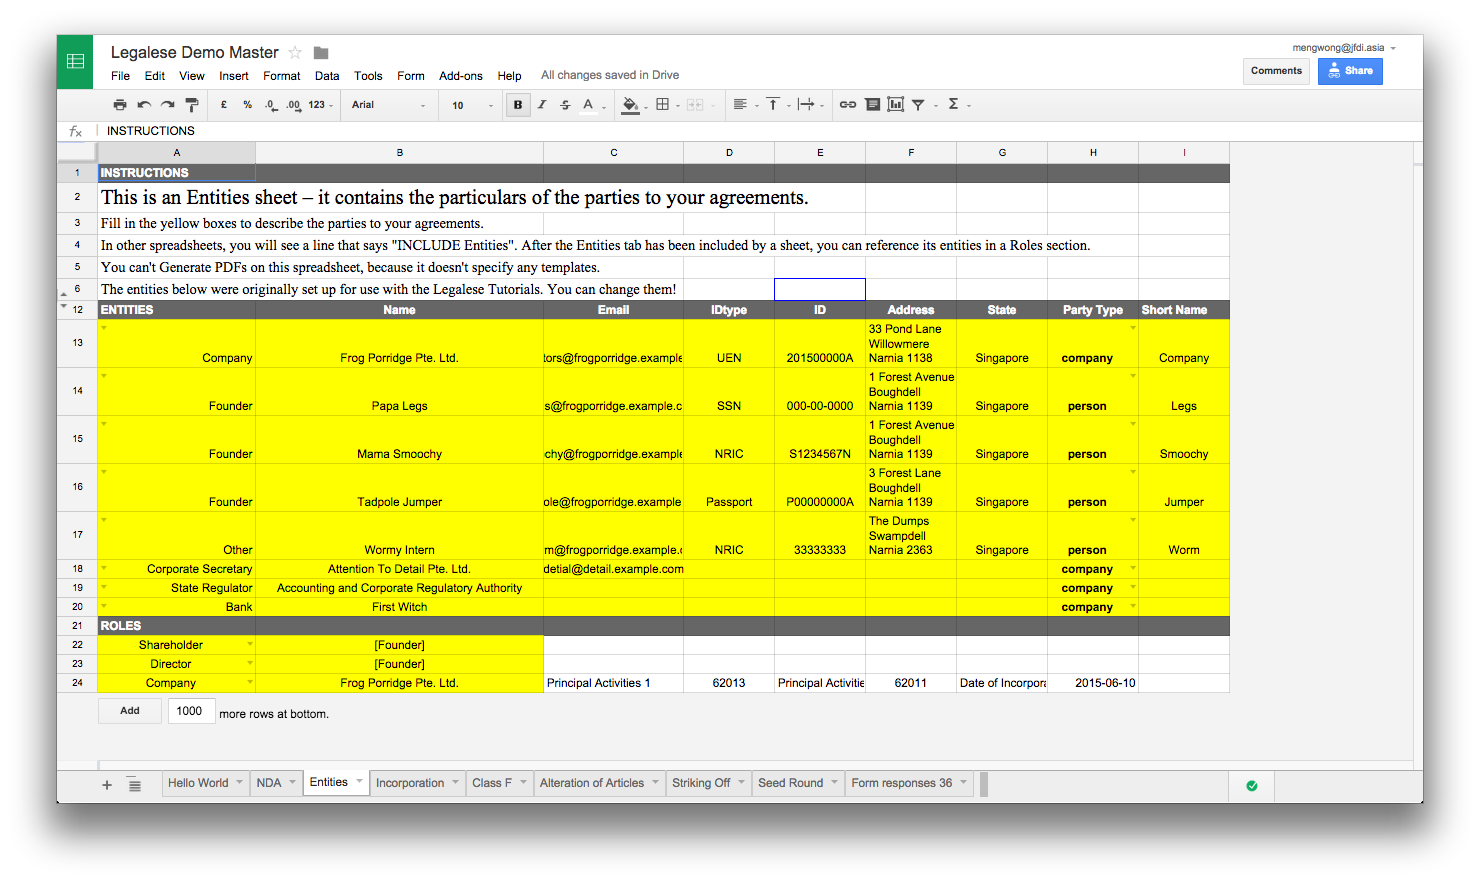 Legalese Demo Master
mengwong@jfdi.asia
File Edit View Insert Format Data Tools Form Add-ons Help All changes saved in Drive
Comments Share
£ % .0 .00 123 Arial 10 B I S A Σ
fx INSTRUCTIONS
A B C D E F G H I
1 INSTRUCTIONS
2 This is an Entities sheet – it contains the particulars of the parties to your agreements.
3 Fill in the yellow boxes to describe the parties to your agreements.
4 In other spreadsheets, you will see a line that says "INCLUDE Entities". After the Entities tab has been included by a sheet, you can reference its entities in a Roles section.
5 You can't Generate PDFs on this spreadsheet, because it doesn't specify any templates.
6 The entities below were originally set up for use with the Legalese Tutorials. You can change them!
12 ENTITIES Name Email IDtype ID Address State Party Type Short Name
33 Pond Lane
Willowmere
13 Company Frog Porridge Pte. Ltd. tors@frogporridge.example UEN 201500000A Narnia 1138 Singapore company Company
1 Forest Avenue
Boughdell
14 Founder Papa Legs s@frogporridge.example.c SSN 000-00-0000 Narnia 1139 Singapore person Legs
1 Forest Avenue
Boughdell
15 Founder Mama Smoochy chy@frogporridge.example NRIC S1234567N Narnia 1139 Singapore person Smoochy
3 Forest Lane
Boughdell
16 Founder Tadpole Jumper ole@frogporridge.example Passport P00000000A Narnia 1139 Singapore person Jumper
The Dumps
Swampdell
17 Other Wormy Intern m@frogporridge.example.c NRIC 33333333 Narnia 2363 Singapore person Worm
18 Corporate Secretary Attention To Detail Pte. Ltd. detial@detail.example.com company
19 State Regulator Accounting and Corporate Regulatory Authority company
20 Bank First Witch company
21 ROLES
22 Shareholder [Founder]
23 Director [Founder]
24 Company Frog Porridge Pte. Ltd. Principal Activities 1 62013 Principal Activitie 62011 Date of Incorpora 2015-06-10
Add 1000 more rows at bottom.
+ Hello World NDA Entities Incorporation Class F Alteration of Articles Striking Off Seed Round Form responses 36